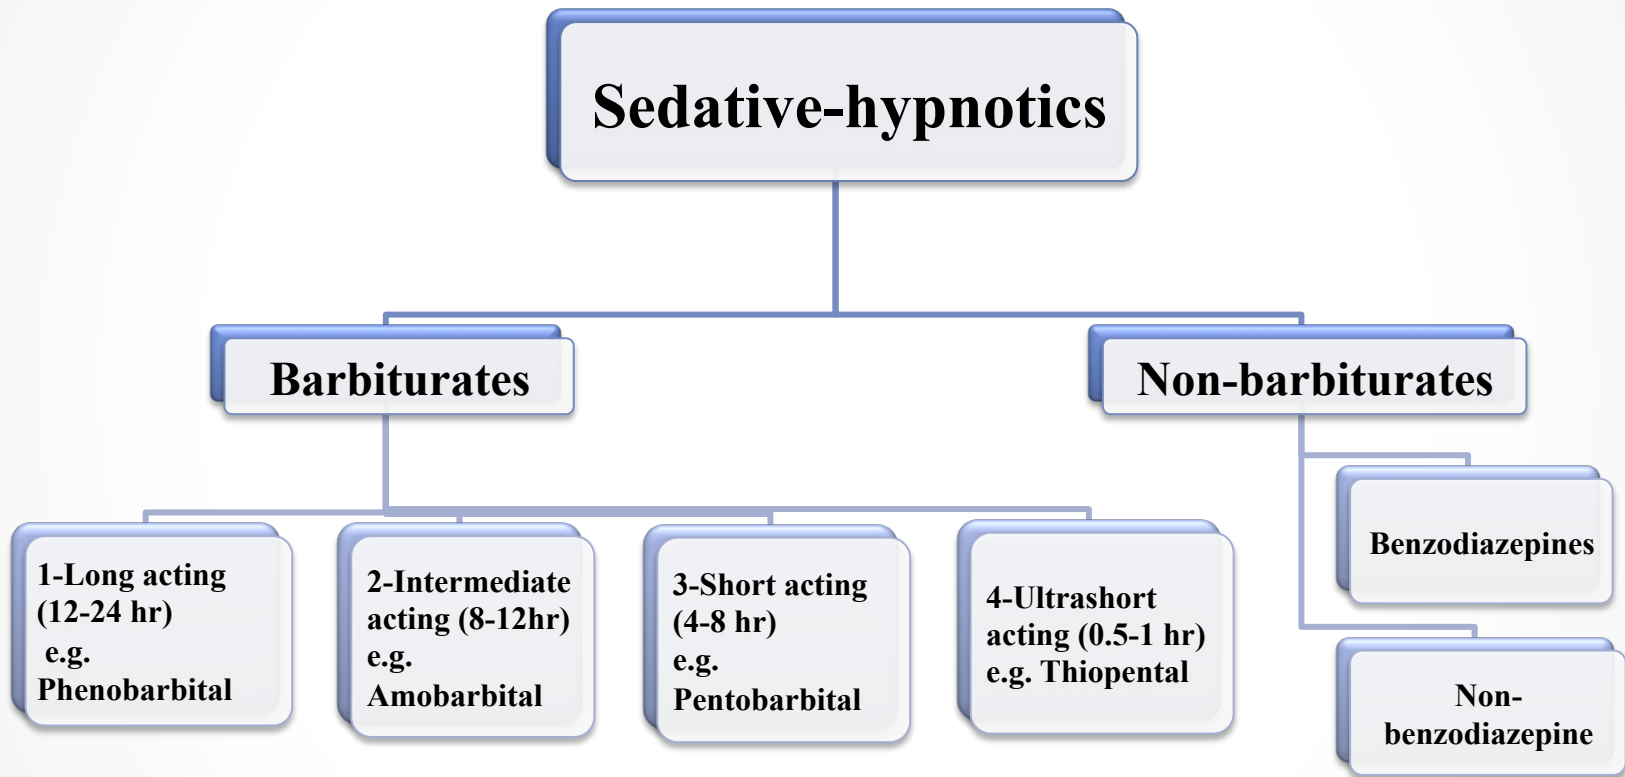 Sedative-hypnotics
Barbiturates
Non-barbiturates
1-Long acting
(12-24 hr)
e.g.
Phenobarbital
2-Intermediate
acting (8-12hr)
e.g.
Amobarbital
3-Short acting
(4-8 hr)
e.g.
Pentobarbital
4-Ultrashort
acting (0.5-1 hr)
e.g. Thiopental
Benzodiazepines
Non-
benzodiazepine